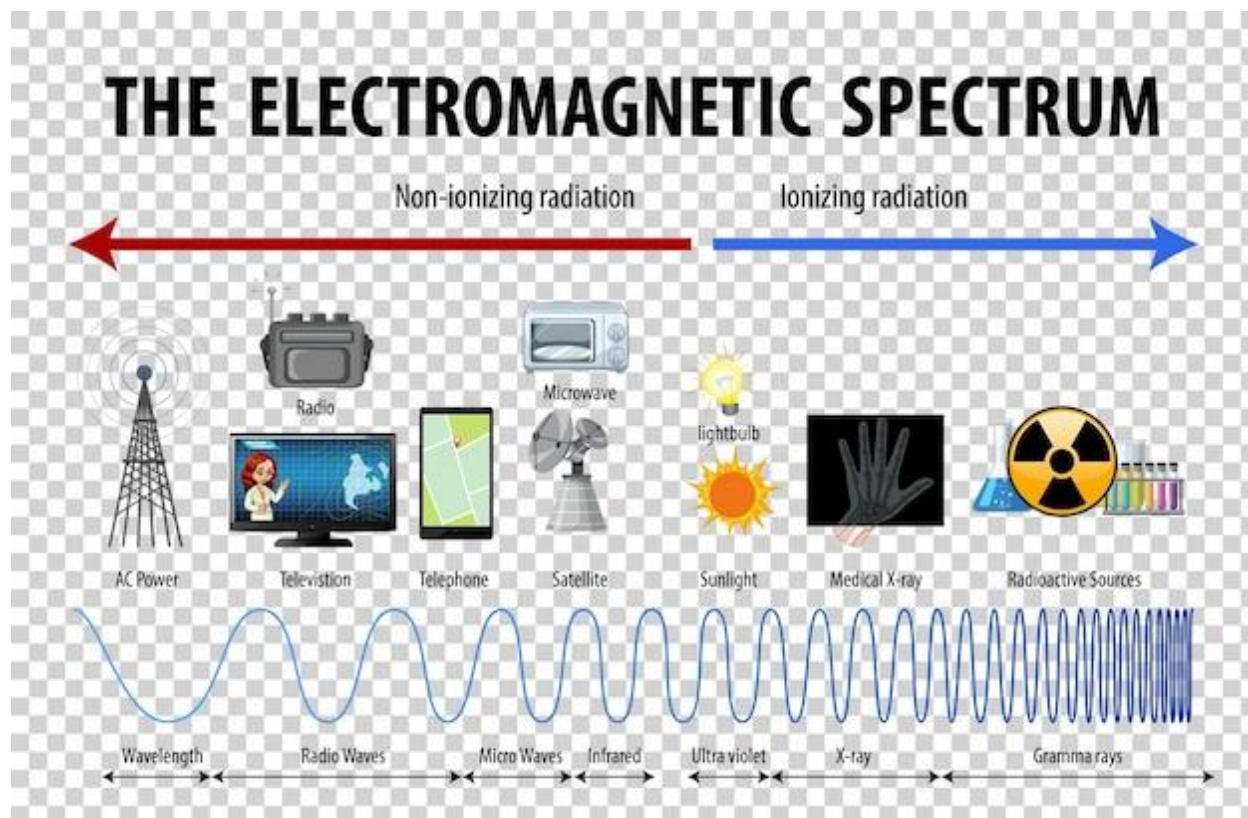 THE ELECTROMAGNETIC SPECTRUM
Non-ionizing radiation Ionizing radiation
Radio
Microwave
lightbulb
AC Power Televistion Telephone Satellite Sunlight Medical X-ray Radioactive Sources
Wavelength Radio Waves Micro Waves Infrared Ultra violet X-ray Gramma rays